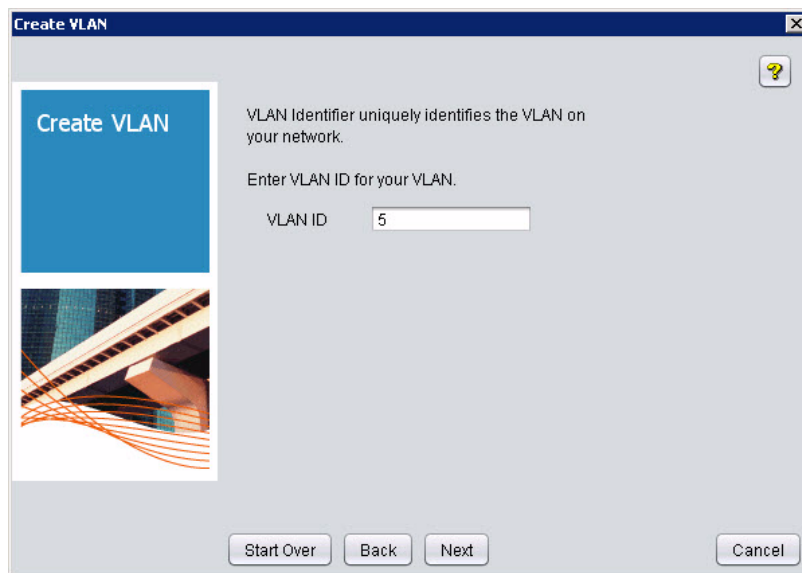 Create VLAN
?
Create VLAN
VLAN Identifier uniquely identifies the VLAN on
your network.
Enter VLAN ID for your VLAN.
VLAN ID 5
Start Over Back Next Cancel